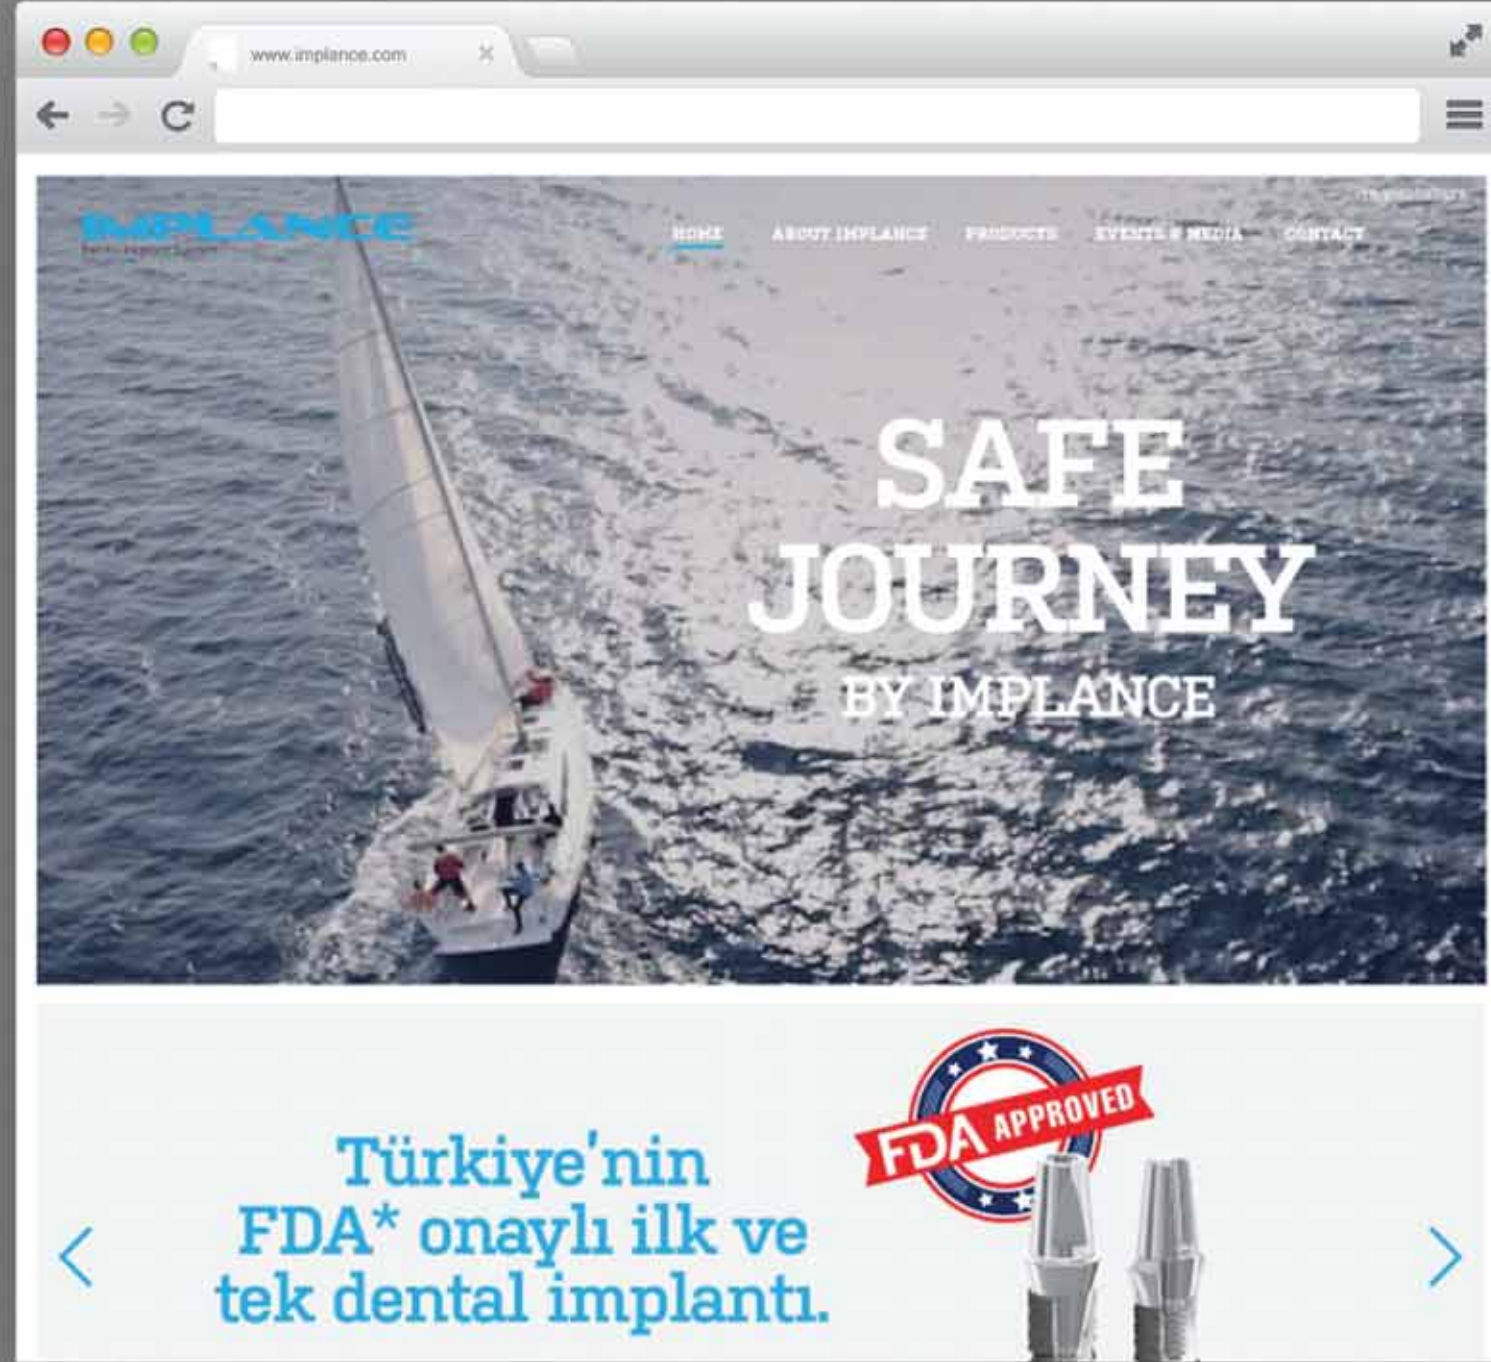 www.implance.com
IMPLANCE
HOME ABOUT IMPLANCE PRODUCTS EVENTS & MEDIA CONTACT
SAFE
JOURNEY
BY IMPLANCE
FDA APPROVED
Türkiye'nin
FDA* onaylı ilk ve
tek dental implantı.